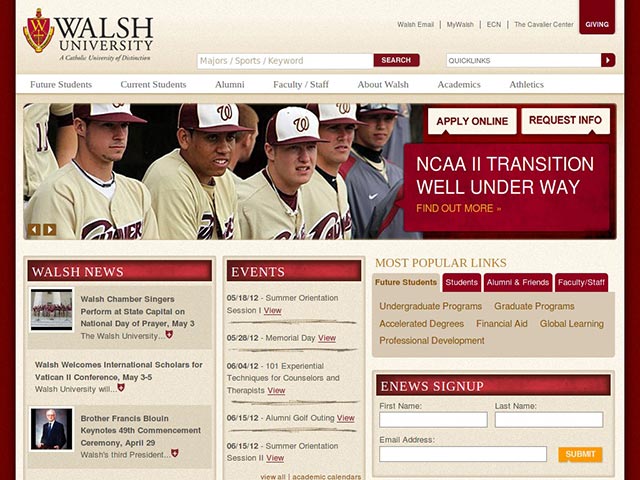 WALSH
UNIVERSITY
A Catholic University of Distinction
Walsh Email | MyWalsh | ECN | The Cavalier Center
GIVING
Majors / Sports / Keyword
SEARCH
QUICKLINKS
Future Students Current Students Alumni Faculty / Staff About Walsh Academics Athletics
W W W
Cavaliers
APPLY ONLINE
REQUEST INFO
NCAA II TRANSITION
WELL UNDER WAY
FIND OUT MORE »
WALSH NEWS
Walsh Chamber Singers
Perform at State Capital on
National Day of Prayer, May 3
The Walsh University...
Walsh Welcomes International Scholars for
Vatican II Conference, May 3-5
Walsh University will...
Brother Francis Blouin
Keynotes 49th Commencement
Ceremony, April 29
Walsh's third President...
EVENTS
05/18/12 - Summer Orientation
Session I View
05/28/12 - Memorial Day View
06/04/12 - 101 Experiential
Techniques for Counselors and
Therapists View
06/15/12 - Alumni Golf Outing View
06/15/12 - Summer Orientation
Session II View
view all | academic calendars
MOST POPULAR LINKS
Future Students Students Alumni & Friends Faculty/Staff
Undergraduate Programs Graduate Programs
Accelerated Degrees Financial Aid Global Learning
Professional Development
ENEWS SIGNUP
First Name: Last Name:
Email Address:
SUBMIT